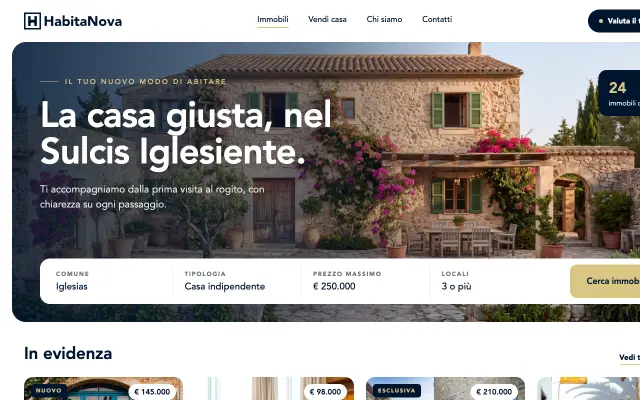 HabitaNova
Immobili
Vendi casa
Chi siamo
Contatti
Valuta il
24
immobili
IL TUO NUOVO MODO DI ABITARE
La casa giusta, nel
Sulcis Iglesiente.
Ti accompagniamo dalla prima visita al rogito, con
chiarezza su ogni passaggio.
COMUNE
Iglesias
TIPOLOGIA
Casa indipendente
PREZZO MASSIMO
€ 250.000
LOCALI
3 o più
Cerca
In evidenza
Vedi
NUOVO
€ 145.000
€ 98.000
ESCLUSIVA
€ 210.000